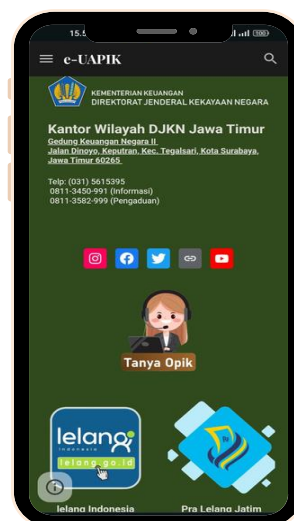 15.5
e-UAPIK
KEMENTERIAN KEUANGAN
DIREKTORAT JENDERAL KEKAYAAN NEGARA
Kantor Wilayah DJKN Jawa Timur
Gedung Keuangan Negara II
Jalan Dinoyo, Keputran, Kec. Tegalsari, Kota Surabaya,
Jawa Timur 60265
Telp: (031) 5615395
0811-3450-991 (Informasi)
0811-3582-999 (Pengaduan)
Tanya Opik
lelang
indonesia
lelang.go.id
lelang Indonesia
Pra Lelang Jatim